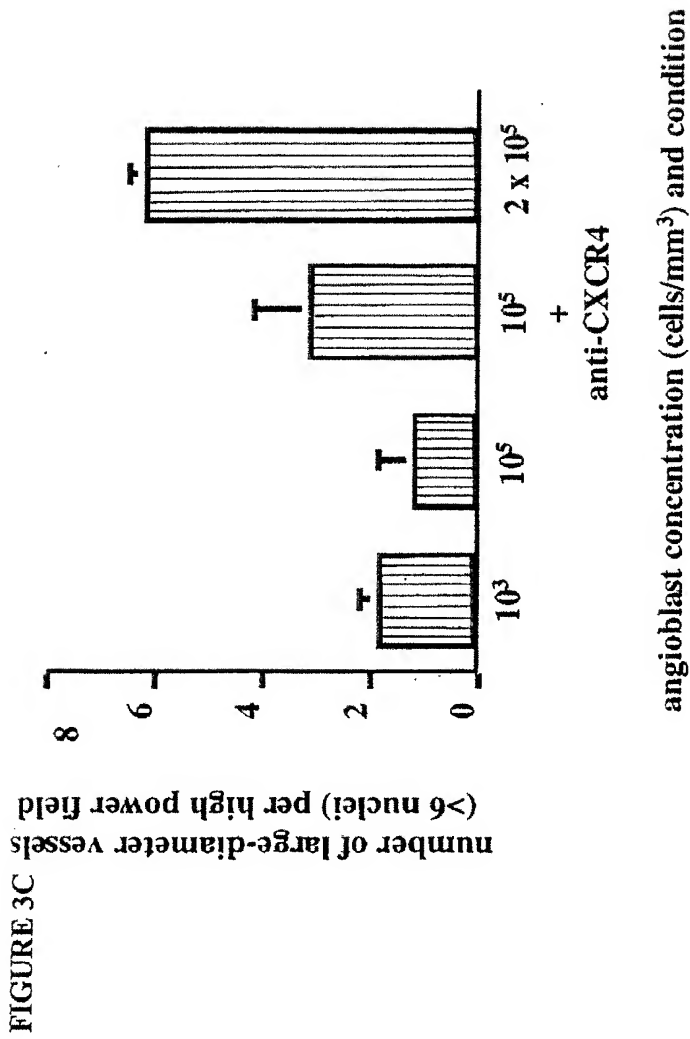 FIGURE 3C
number of large-diameter vessels
(>6 nuclei) per high power field
8
6
4
2
0
10³
10⁵
10⁵
+
anti-CXCR4
2 x 10⁵
angioblast concentration (cells/mm³) and condition